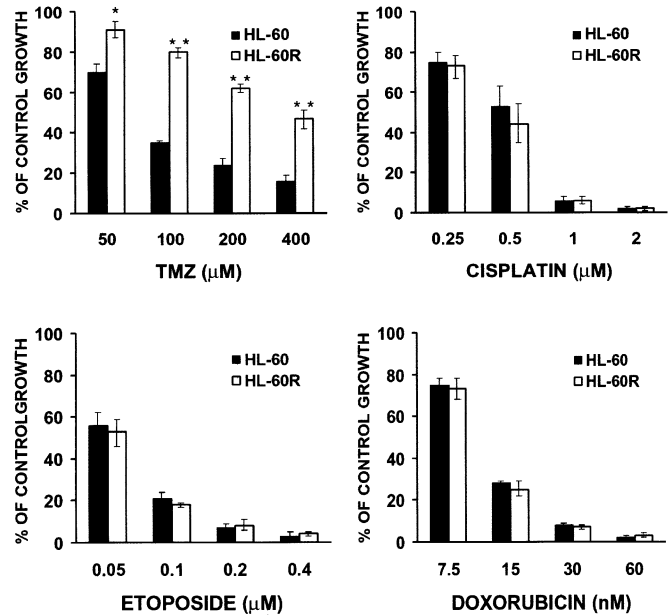 % OF CONTROL GROWTH
100
80
60
40
20
0
*
* *
* *
* *
HL-60
HL-60R
50 100 200 400
TMZ (μM)
% OF CONTROL GROWTH
100
80
60
40
20
0
HL-60
HL-60R
0.25 0.5 1 2
CISPLATIN (μM)
% OF CONTROLGROWTH
100
80
60
40
20
0
HL-60
HL-60R
0.05 0.1 0.2 0.4
ETOPOSIDE (μM)
% OF CONTROL GROWTH
100
80
60
40
20
0
HL-60
HL-60R
7.5 15 30 60
DOXORUBICIN (nM)